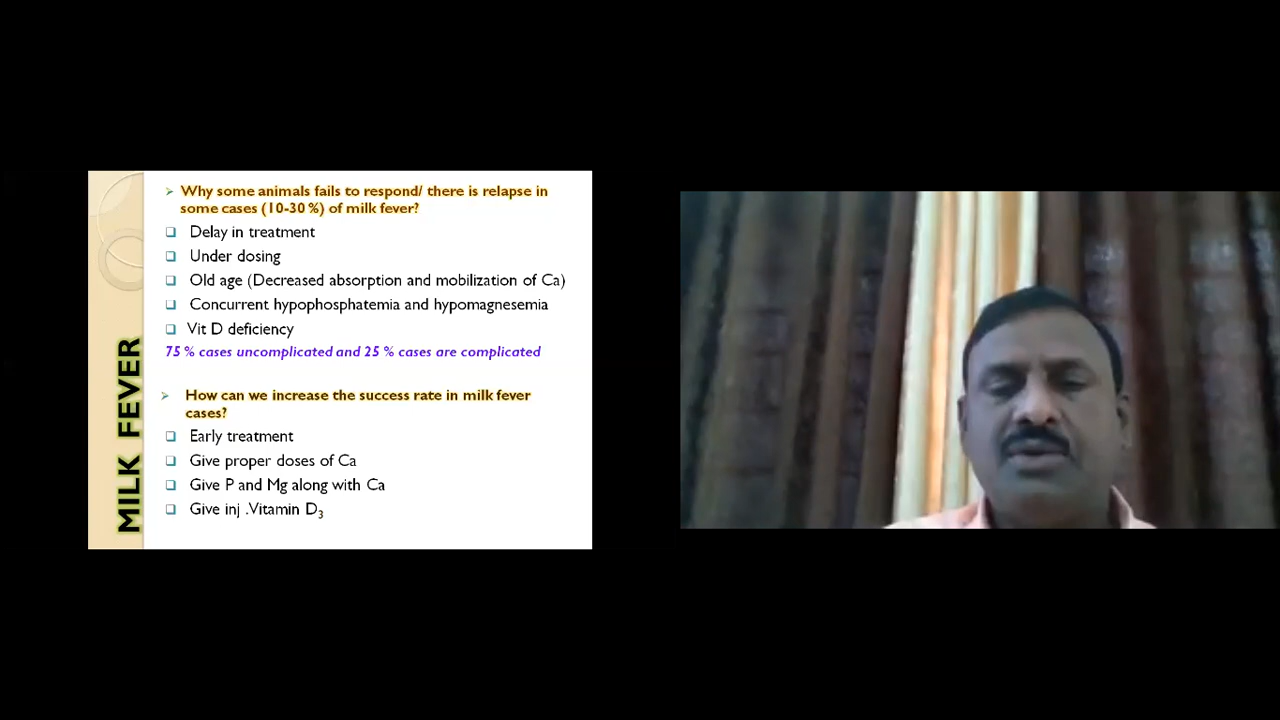 MILK FEVER
Why some animals fails to respond/ there is relapse in
some cases (10-30 %) of milk fever?
Delay in treatment
Under dosing
Old age (Decreased absorption and mobilization of Ca)
Concurrent hypophosphatemia and hypomagnesemia
Vit D deficiency
75 % cases uncomplicated and 25 % cases are complicated
How can we increase the success rate in milk fever
cases?
Early treatment
Give proper doses of Ca
Give P and Mg along with Ca
Give inj .Vitamin D₃